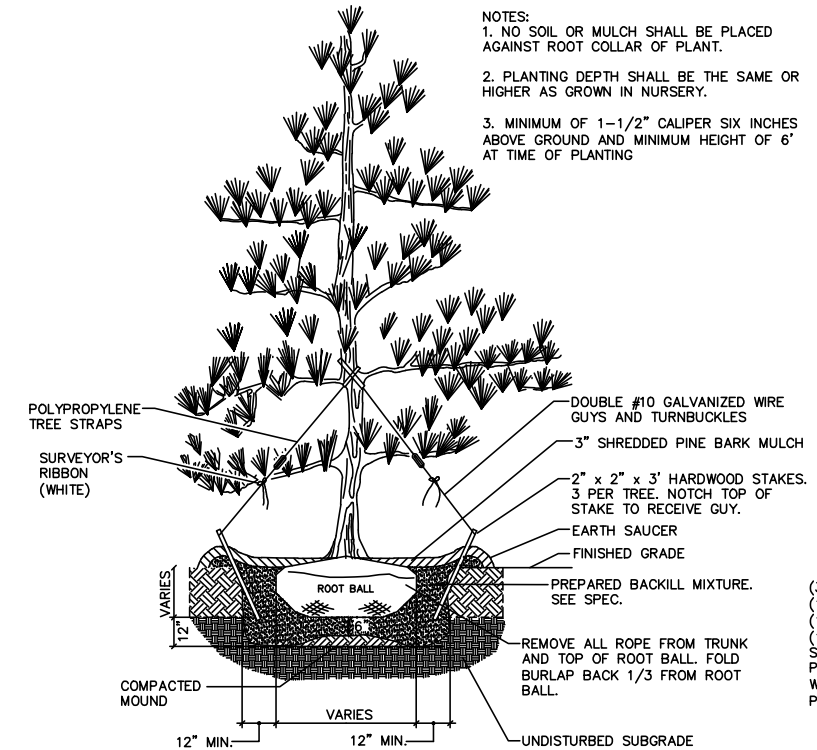 NOTES:
1. NO SOIL OR MULCH SHALL BE PLACED
AGAINST ROOT COLLAR OF PLANT.
2. PLANTING DEPTH SHALL BE THE SAME OR
HIGHER AS GROWN IN NURSERY.
3. MINIMUM OF 1-1/2" CALIPER SIX INCHES
ABOVE GROUND AND MINIMUM HEIGHT OF 6'
AT TIME OF PLANTING
POLYPROPYLENE
TREE STRAPS
SURVEYOR'S
RIBBON
(WHITE)
DOUBLE #10 GALVANIZED WIRE
GUYS AND TURNBUCKLES
3" SHREDDED PINE BARK MULCH
2" x 2" x 3' HARDWOOD STAKES.
3 PER TREE. NOTCH TOP OF
STAKE TO RECEIVE GUY.
EARTH SAUCER
FINISHED GRADE
PREPARED BACKILL MIXTURE.
SEE SPEC.
REMOVE ALL ROPE FROM TRUNK
AND TOP OF ROOT BALL. FOLD
BURLAP BACK 1/3 FROM ROOT
BALL.
UNDISTURBED SUBGRADE
ROOT BALL
6"
VARIES
12"
COMPACTED
MOUND
VARIES
12" MIN.
12" MIN.